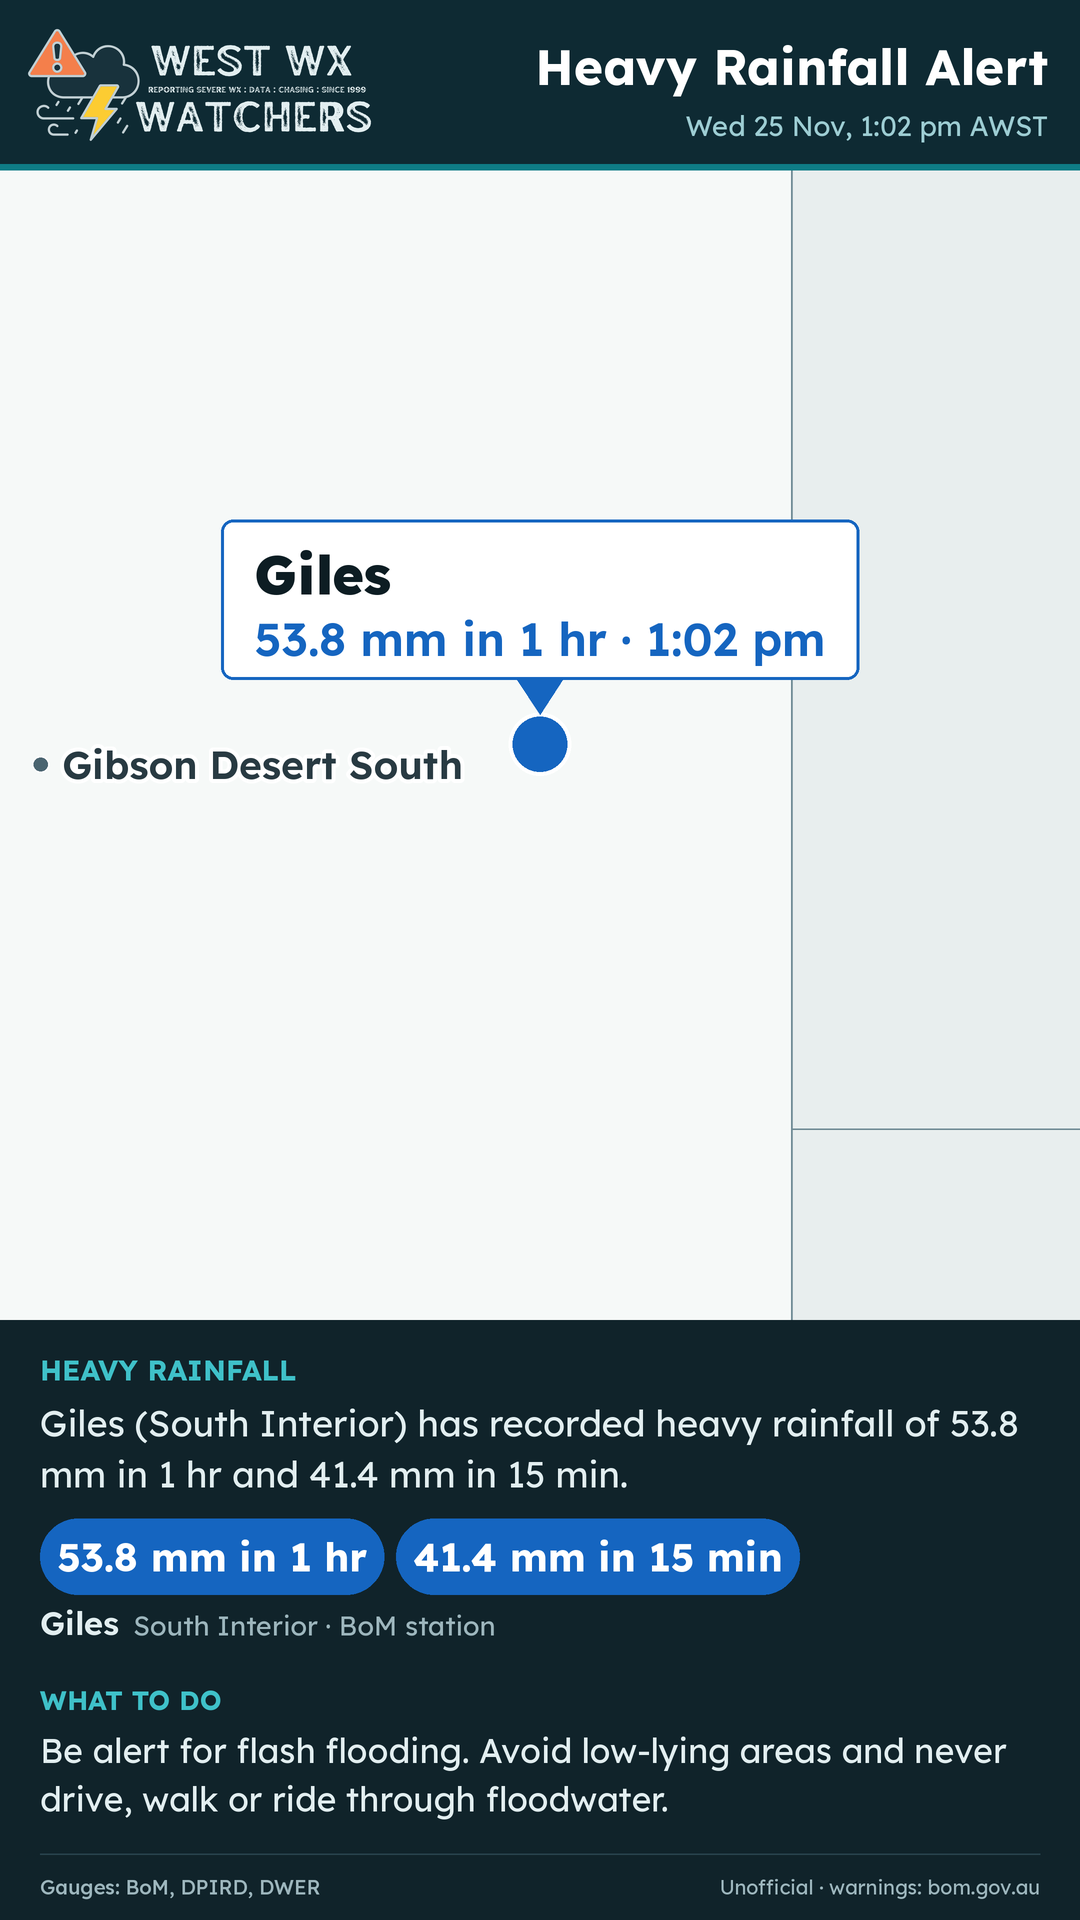 WEST WX
REPORTING SEVERE WX : DATA : CHASING : SINCE 1999
WATCHERS
Heavy Rainfall Alert
Wed 25 Nov, 1:02 pm AWST
Giles
53.8 mm in 1 hr · 1:02 pm
Gibson Desert South
HEAVY RAINFALL
Giles (South Interior) has recorded heavy rainfall of 53.8
mm in 1 hr and 41.4 mm in 15 min.
53.8 mm in 1 hr
41.4 mm in 15 min
Giles South Interior · BoM station
WHAT TO DO
Be alert for flash flooding. Avoid low-lying areas and never
drive, walk or ride through floodwater.
Gauges: BoM, DPIRD, DWER
Unofficial · warnings: bom.gov.au